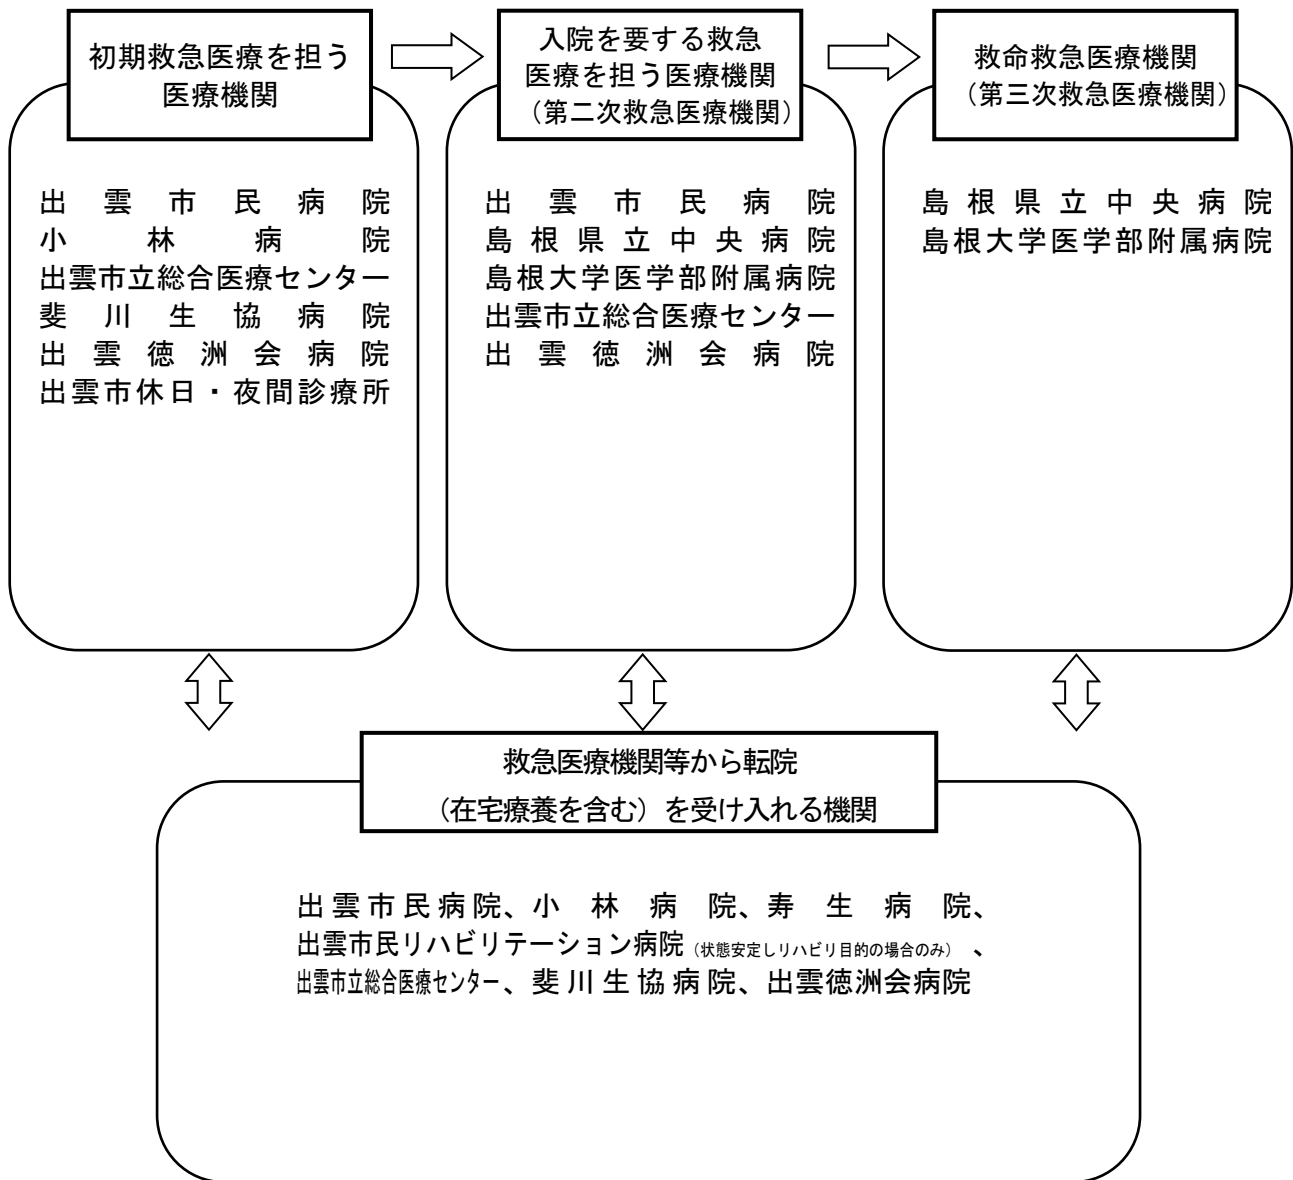 初期救急医療を担う
医療機関
出雲市民病院
小林病院
出雲市立総合医療センター
斐川生協病院
出雲徳洲会病院
出雲市休日・夜間診療所
入院を要する救急
医療を担う医療機関
（第二次救急医療機関）
出雲市民病院
島根県立中央病院
島根大学医学部附属病院
出雲市立総合医療センター
出雲徳洲会病院
救命救急医療機関
（第三次救急医療機関）
島根県立中央病院
島根大学医学部附属病院
救急医療機関等から転院
（在宅療養を含む）を受け入れる機関
出雲市民病院、小林病院、寿生病院、
出雲市民リハビリテーション病院（状態安定しリハビリ目的の場合のみ）、
出雲市立総合医療センター、斐川生協病院、出雲徳洲会病院